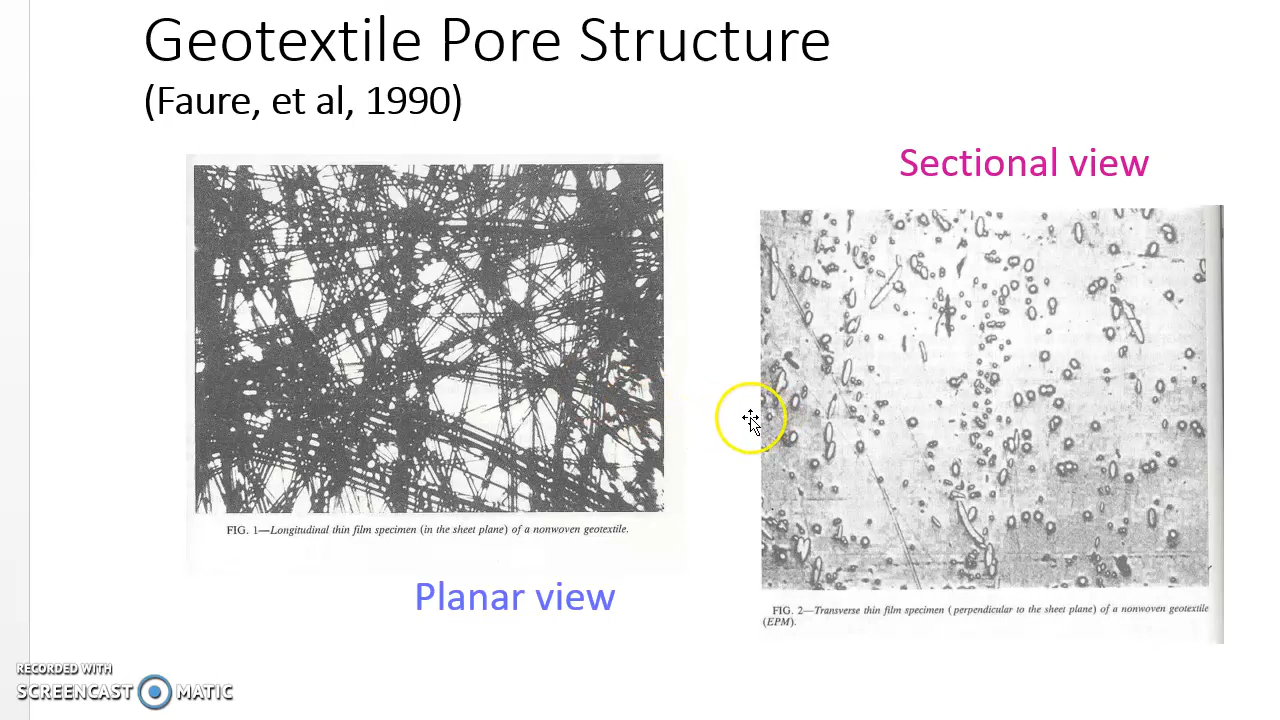 Geotextile Pore Structure
(Faure, et al, 1990)
Sectional view
FIG. 1—Longitudinal thin film specimen (in the sheet plane) of a nonwoven geotextile.
Planar view
FIG. 2—Transverse thin film specimen (perpendicular to the sheet plane) of a nonwoven geotextile
(EPM).
RECORDED WITH
SCREENCAST MATIC